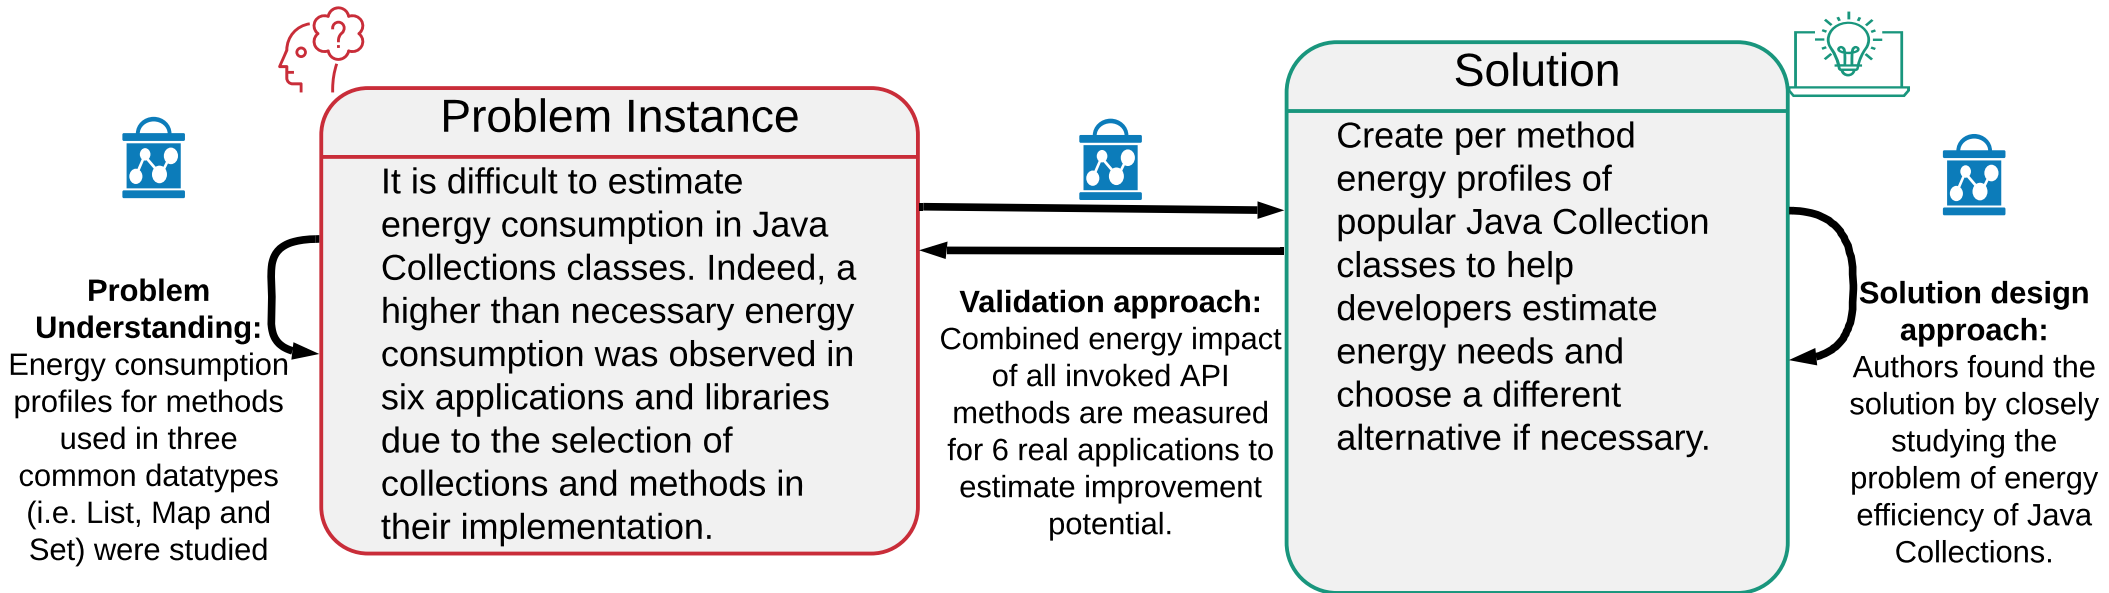 Problem
Understanding:
Energy consumption
profiles for methods
used in three
common datatypes
(i.e. List, Map and
Set) were studied
?
Problem Instance
It is difficult to estimate
energy consumption in Java
Collections classes. Indeed, a
higher than necessary energy
consumption was observed in
six applications and libraries
due to the selection of
collections and methods in
their implementation.
Validation approach:
Combined energy impact
of all invoked API
methods are measured
for 6 real applications to
estimate improvement
potential.
Solution
Create per method
energy profiles of
popular Java Collection
classes to help
developers estimate
energy needs and
choose a different
alternative if necessary.
Solution design
approach:
Authors found the
solution by closely
studying the
problem of energy
efficiency of Java
Collections.